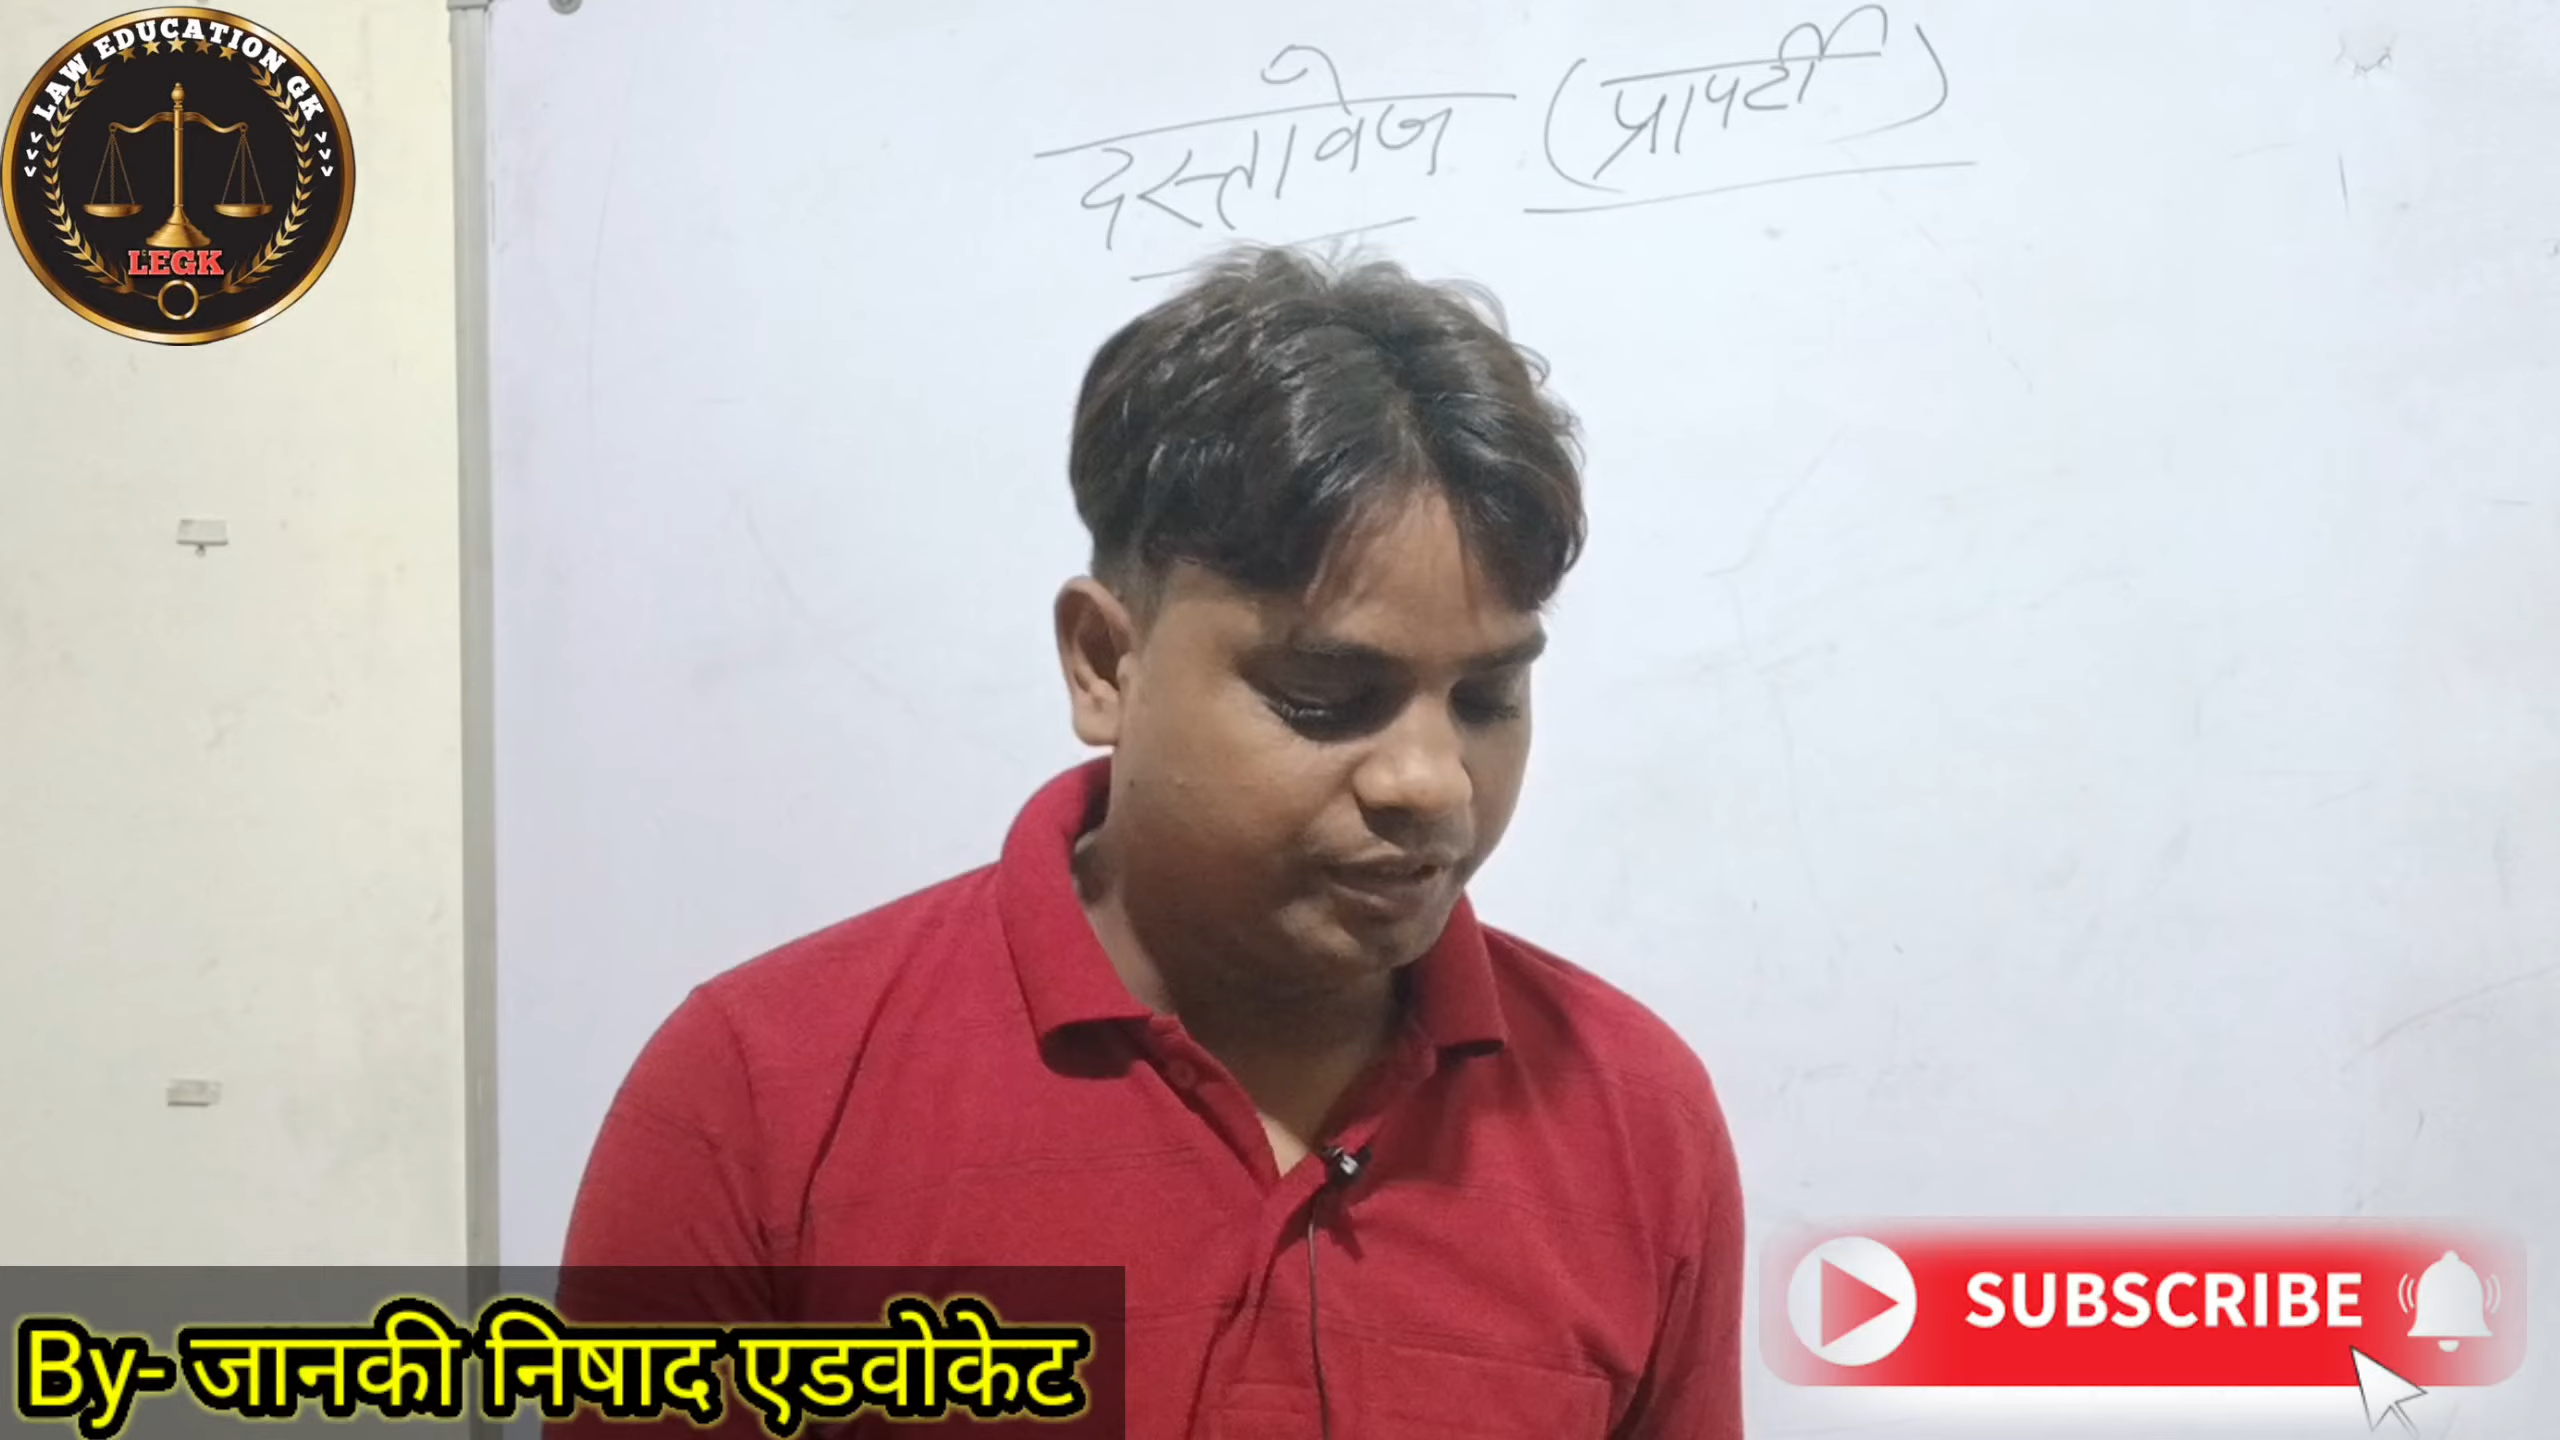 LAW EDUCATION GK
LEGK
दस्तावेज (प्रापर्टी)
By- जानकी निषाद एडवोकेट
SUBSCRIBE